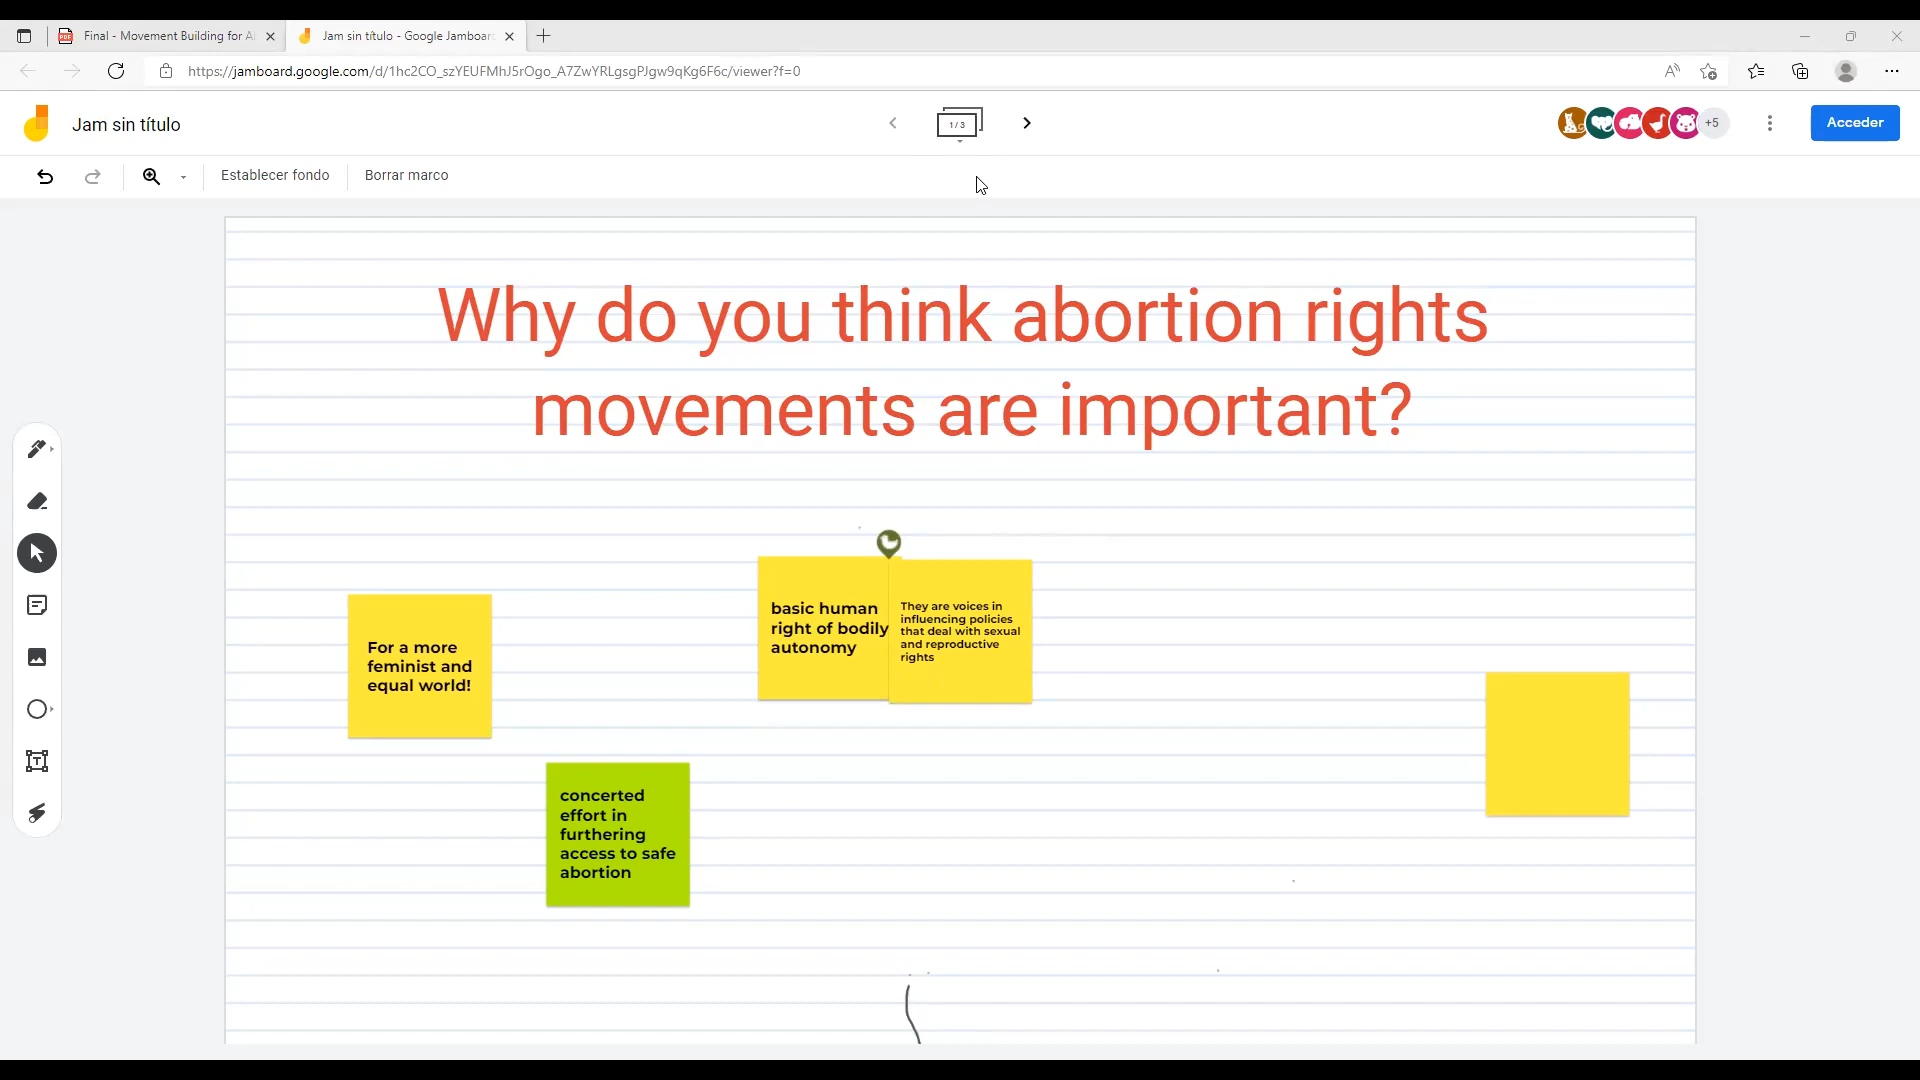 Final - Movement Building for A
Jam sin título - Google Jamboar
https://jamboard.google.com/d/1hc2CO_szYEUFMhJ5rOgo_A7ZwYRLgsgPJgw9qKg6F6c/viewer?f=0
Jam sin título
1 / 3
+5
Acceder
Establecer fondo
Borrar marco
Why do you think abortion rights
movements are important?
For a more
feminist and
equal world!
basic human
right of bodily
autonomy
They are voices in
influencing policies
that deal with sexual
and reproductive
rights
concerted
effort in
furthering
access to safe
abortion